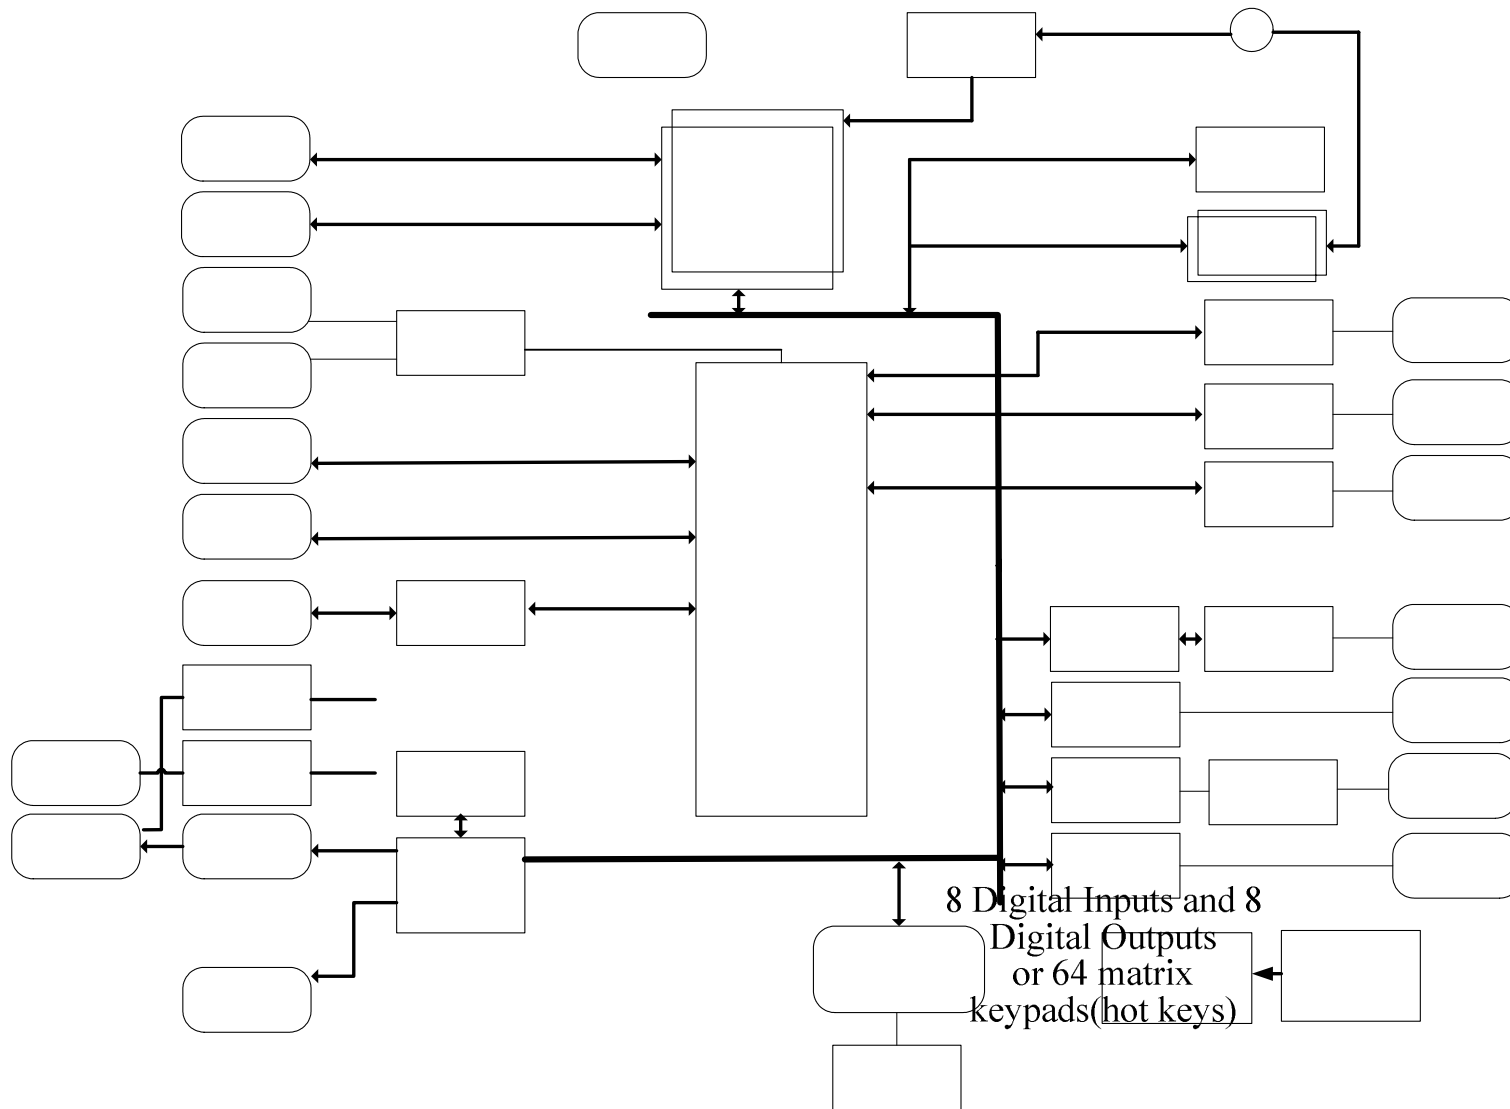 8 Digital Inputs and 8
Digital Outputs
or 64 matrix
keypads(hot keys)